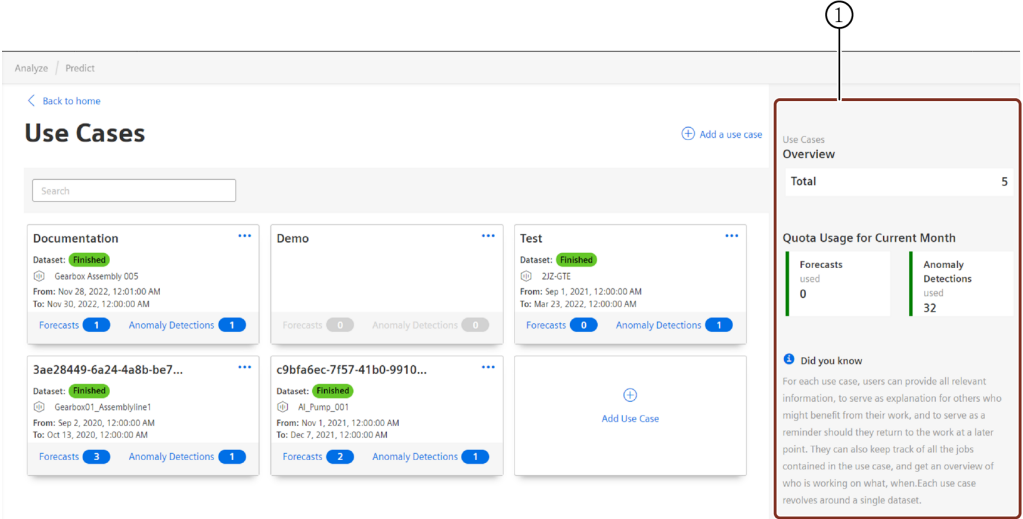 1
Analyze / Predict
Back to home
Use Cases
Add a use case
Search
Documentation
Dataset: Finished
Gearbox Assembly 005
From: Nov 28, 2022, 12:01:00 AM
To: Nov 30, 2022, 12:00:00 AM
Forecasts 1 Anomaly Detections 1
Demo
Forecasts 0 Anomaly Detections 0
Test
Dataset: Finished
2JZ-GTE
From: Sep 1, 2021, 12:00:00 AM
To: Mar 23, 2022, 12:00:00 AM
Forecasts 0 Anomaly Detections 1
3ae28449-6a24-4a8b-be7...
Dataset: Finished
Gearbox01_Assemblyline1
From: Sep 2, 2020, 12:00:00 AM
To: Oct 13, 2020, 12:00:00 AM
Forecasts 3 Anomaly Detections 1
c9bfa6ec-7f57-41b0-9910...
Dataset: Finished
AI_Pump_001
From: Nov 1, 2021, 12:00:00 AM
To: Dec 7, 2021, 12:00:00 AM
Forecasts 2 Anomaly Detections 1
Add Use Case
Use Cases
Overview
Total 5
Quota Usage for Current Month
Forecasts
used
0
Anomaly
Detections
used
32
Did you know
For each use case, users can provide all relevant
information, to serve as explanation for others who
might benefit from their work, and to serve as a
reminder should they return to the work at a later
point. They can also keep track of all the jobs
contained in the use case, and get an overview of
who is working on what, when.Each use case
revolves around a single dataset.